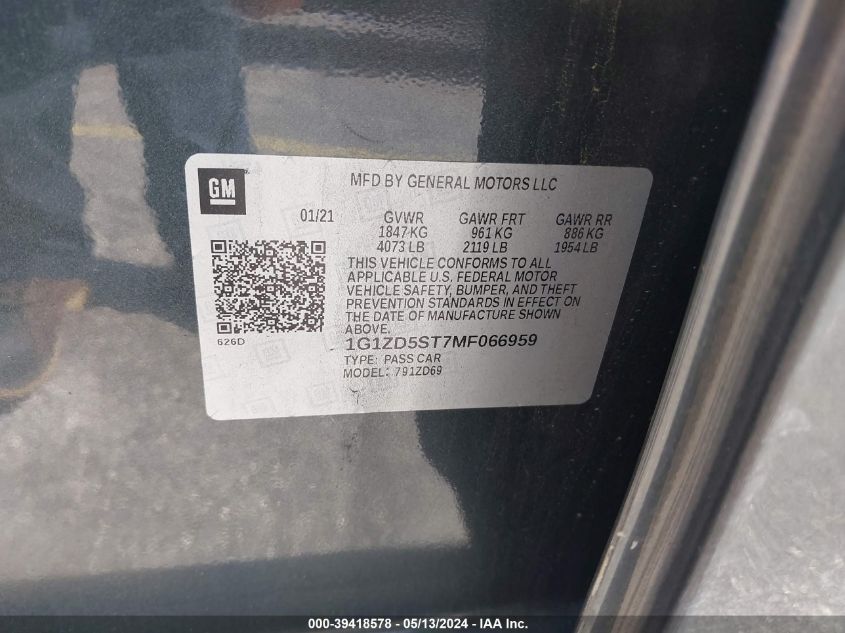 GM
MFD BY GENERAL MOTORS LLC
01/21 GVWR GAWR FRT GAWR RR
1847 KG 961 KG 886 KG
4073 LB 2119 LB 1954 LB
THIS VEHICLE CONFORMS TO ALL
APPLICABLE U.S. FEDERAL MOTOR
VEHICLE SAFETY, BUMPER, AND THEFT
PREVENTION STANDARDS IN EFFECT ON
THE DATE OF MANUFACTURE SHOWN
ABOVE.
626D
1G1ZD5ST7MF066959
TYPE: PASS CAR
MODEL: 791ZD69
000-39418578 - 05/13/2024 - IAA Inc.